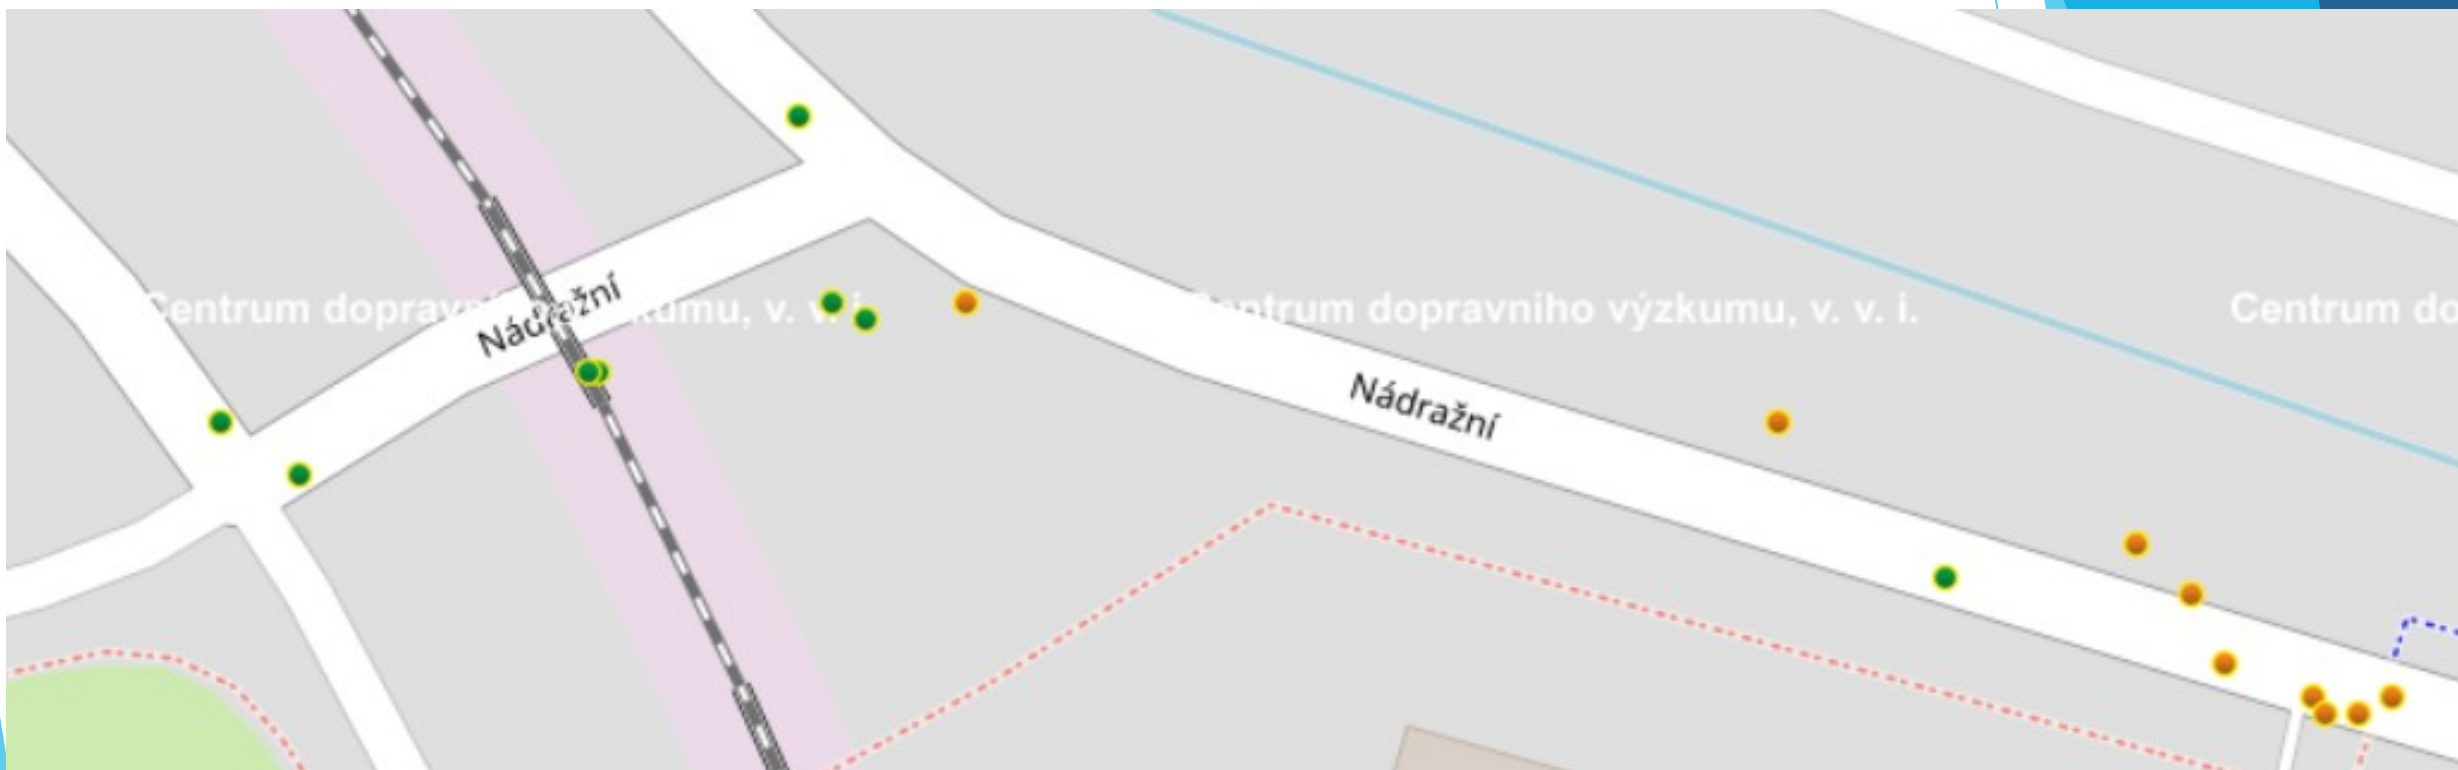 Nádražní
Centrum dopravního výzkumu, v. v. i.
Centrum dopravního výzkumu, v. v. i.
Centrum do
Nádražní